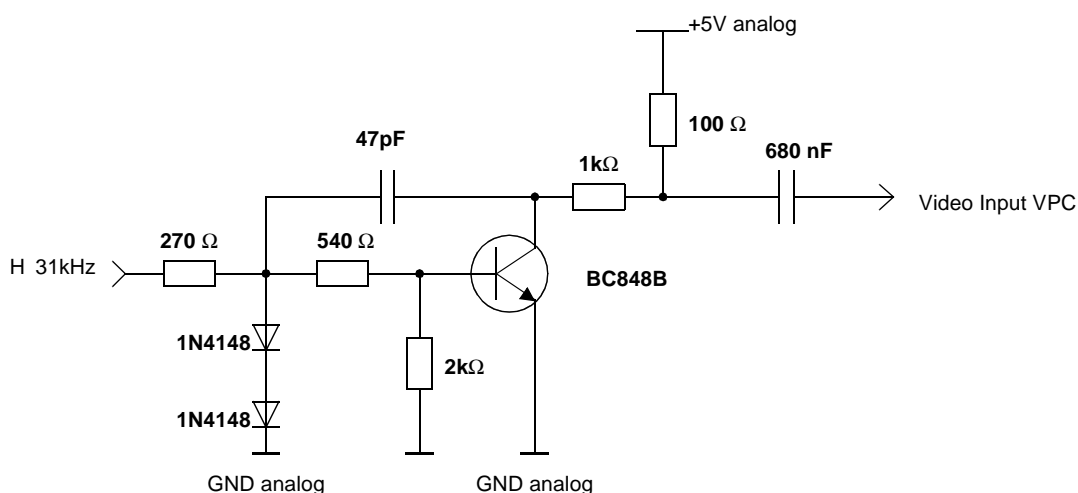 +5V analog
100 Ω
47pF
680 nF
1kΩ
Video Input VPC
270 Ω
540 Ω
H 31kHz
BC848B
1N4148
2kΩ
1N4148
GND analog
GND analog